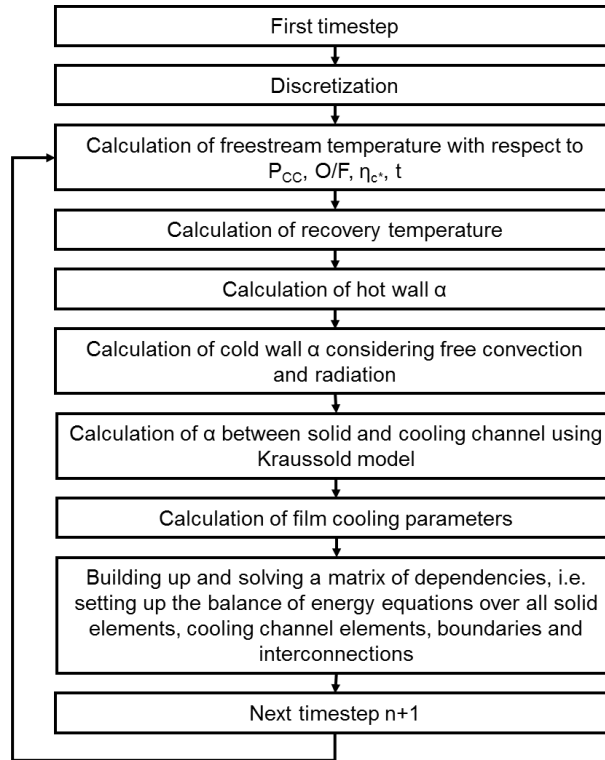 First timestep
Discretization
Calculation of freestream temperature with respect to
P_CC, O/F, η_c*, t
Calculation of recovery temperature
Calculation of hot wall α
Calculation of cold wall α considering free convection
and radiation
Calculation of α between solid and cooling channel using
Kraussold model
Calculation of film cooling parameters
Building up and solving a matrix of dependencies, i.e.
setting up the balance of energy equations over all solid
elements, cooling channel elements, boundaries and
interconnections
Next timestep n+1